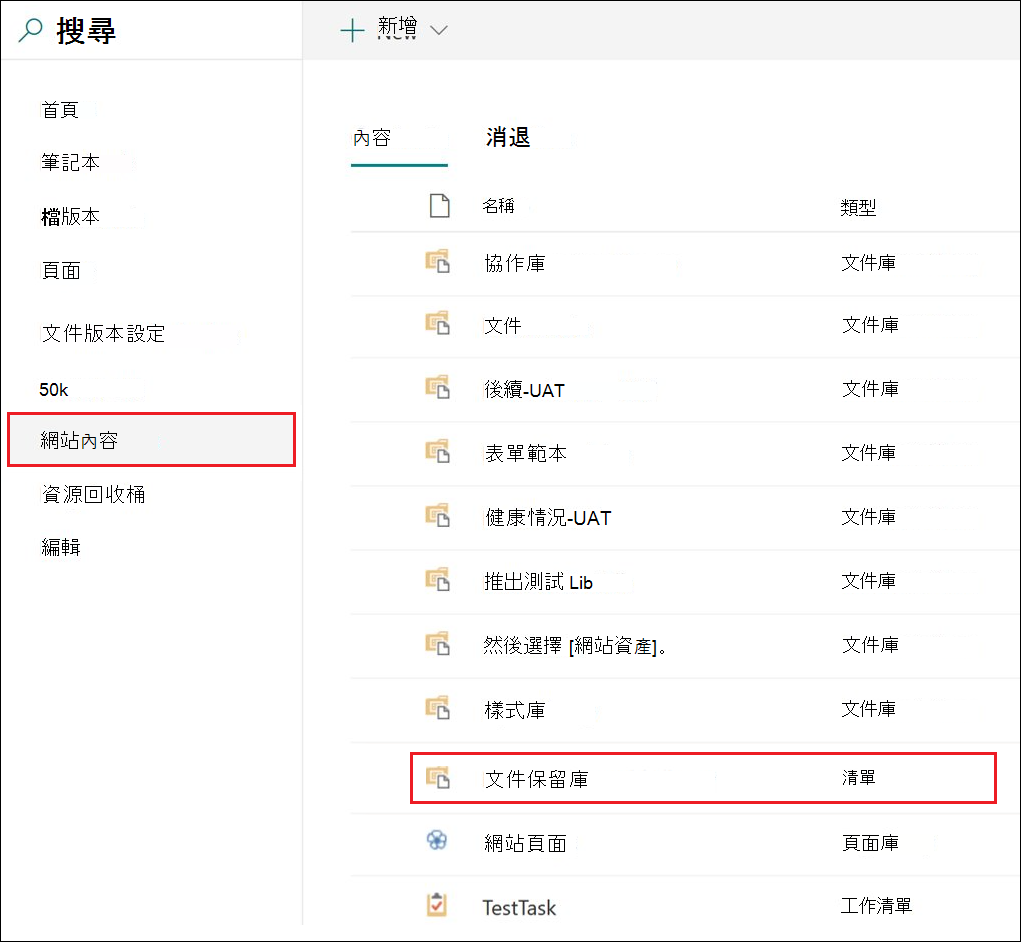 搜尋
新增
首頁
筆記本
檔版本
頁面
文件版本設定
50k
網站內容
資源回收桶
編輯
內容 消退
名稱 類型
協作庫 文件庫
文件 文件庫
後續-UAT 文件庫
表單範本 文件庫
健康情況-UAT 文件庫
推出測試 Lib 文件庫
然後選擇 [網站資產]。 文件庫
樣式庫 文件庫
文件保留庫 清單
網站頁面 頁面庫
TestTask 工作清單